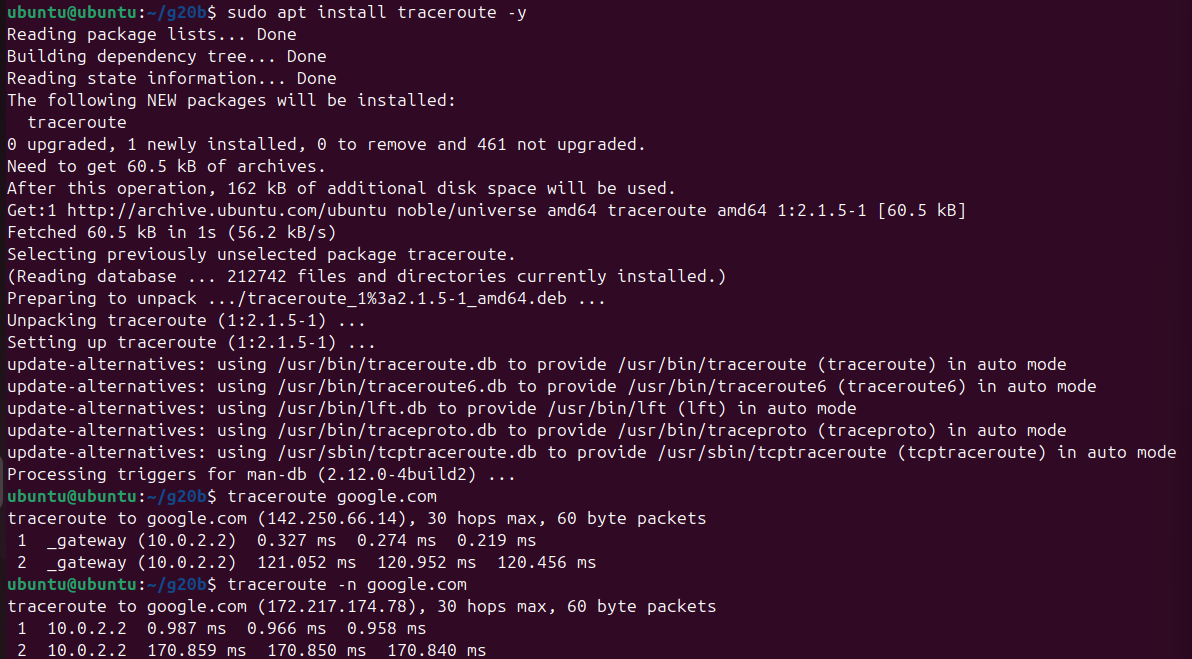 ubuntu@ubuntu:~/g20b$ sudo apt install traceroute -y
Reading package lists... Done
Building dependency tree... Done
Reading state information... Done
The following NEW packages will be installed:
  traceroute
0 upgraded, 1 newly installed, 0 to remove and 461 not upgraded.
Need to get 60.5 kB of archives.
After this operation, 162 kB of additional disk space will be used.
Get:1 http://archive.ubuntu.com/ubuntu noble/universe amd64 traceroute amd64 1:2.1.5-1 [60.5 kB]
Fetched 60.5 kB in 1s (56.2 kB/s)
Selecting previously unselected package traceroute.
(Reading database ... 212742 files and directories currently installed.)
Preparing to unpack .../traceroute_1%3a2.1.5-1_amd64.deb ...
Unpacking traceroute (1:2.1.5-1) ...
Setting up traceroute (1:2.1.5-1) ...
update-alternatives: using /usr/bin/traceroute.db to provide /usr/bin/traceroute (traceroute) in auto mode
update-alternatives: using /usr/bin/traceroute6.db to provide /usr/bin/traceroute6 (traceroute6) in auto mode
update-alternatives: using /usr/bin/lft.db to provide /usr/bin/lft (lft) in auto mode
update-alternatives: using /usr/bin/traceproto.db to provide /usr/bin/traceproto (traceproto) in auto mode
update-alternatives: using /usr/sbin/tcptraceroute.db to provide /usr/sbin/tcptraceroute (tcptraceroute) in auto mode
Processing triggers for man-db (2.12.0-4build2) ...
ubuntu@ubuntu:~/g20b$ traceroute google.com
traceroute to google.com (142.250.66.14), 30 hops max, 60 byte packets
 1  _gateway (10.0.2.2)  0.327 ms  0.274 ms  0.219 ms
 2  _gateway (10.0.2.2)  121.052 ms  120.952 ms  120.456 ms
ubuntu@ubuntu:~/g20b$ traceroute -n google.com
traceroute to google.com (172.217.174.78), 30 hops max, 60 byte packets
 1  10.0.2.2  0.987 ms  0.966 ms  0.958 ms
 2  10.0.2.2  170.859 ms  170.850 ms  170.840 ms